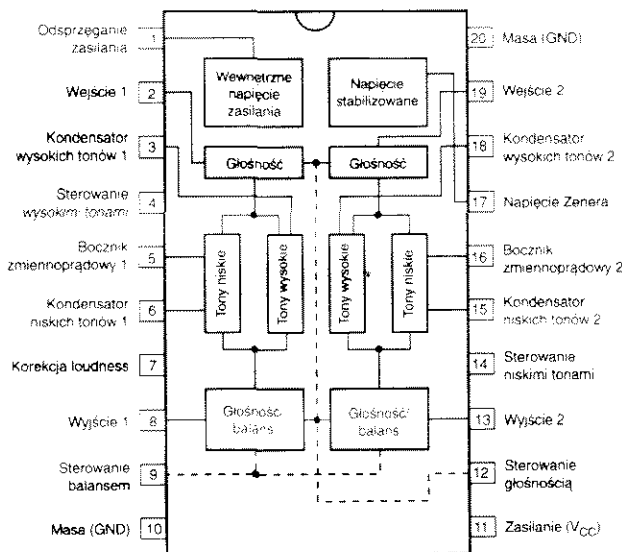 Odsprzęganie
zasilania
1
Wejście 1
2
Kondensator
wysokich tonów 1
3
Sterowanie
wysokimi tonami
4
Bocznik
zmiennoprądowy 1
5
Kondensator
niskich tonów 1
6
Korekcja loudness
7
Wyjście 1
8
Sterowanie
balansem
9
Masa (GND)
10
Wewnętrzne
napięcie
zasilania
Napięcie
stabilizowane
Głośność
Głośność
Tony niskie
Tony wysokie
Tony wysokie
Tony niskie
Głośność/
balans
Głośność/
balans
20
Masa (GND)
19
Wejście 2
18
Kondensator
wysokich tonów 2
17
Napięcie Zenera
16
Bocznik
zmiennoprądowy 2
15
Kondensator
niskich tonów 2
14
Sterowanie
niskimi tonami
13
Wyjście 2
12
Sterowanie
głośnością
11
Zasilanie (VCC)